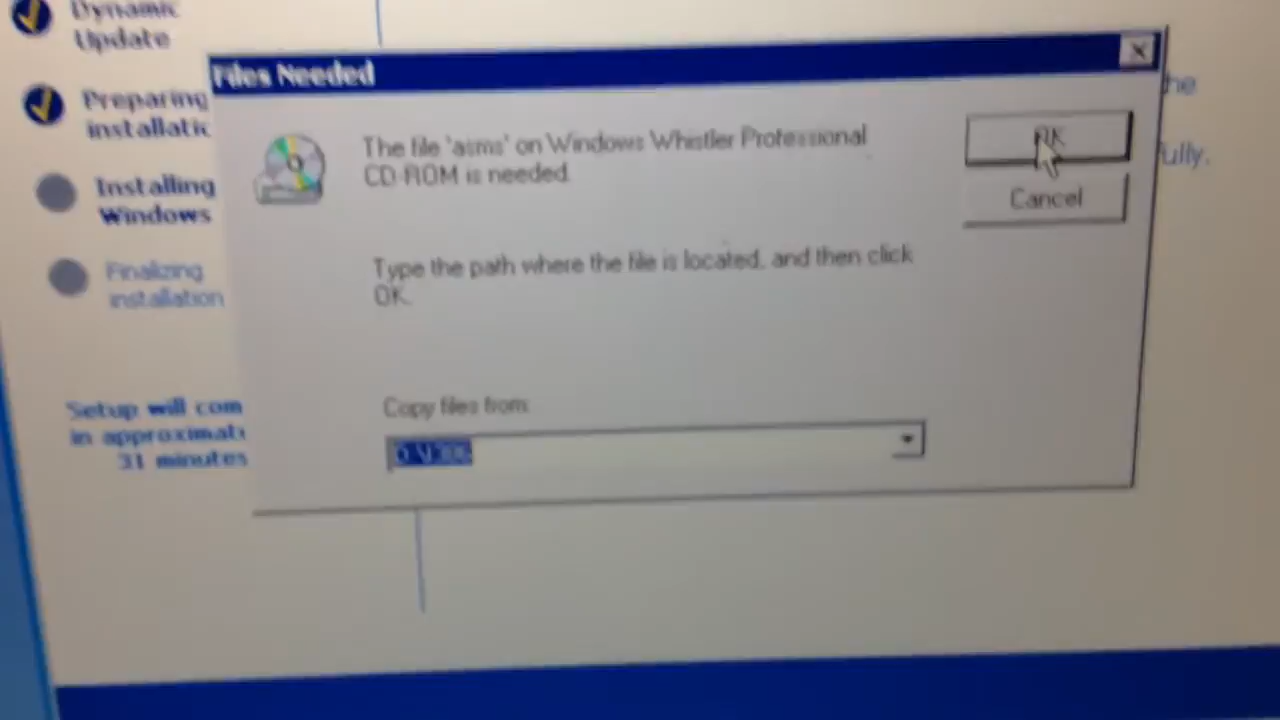 Dynamic
Update
Preparing
installatic
Installing
Windows
Finalizing
installation
Setup will com
in approximat
31 minutes
Files Needed
The file 'asms' on Windows Whistler Professional
CD-ROM is needed.
Type the path where the file is located, and then click
OK.
Copy files from:
OK
Cancel
he
fully.